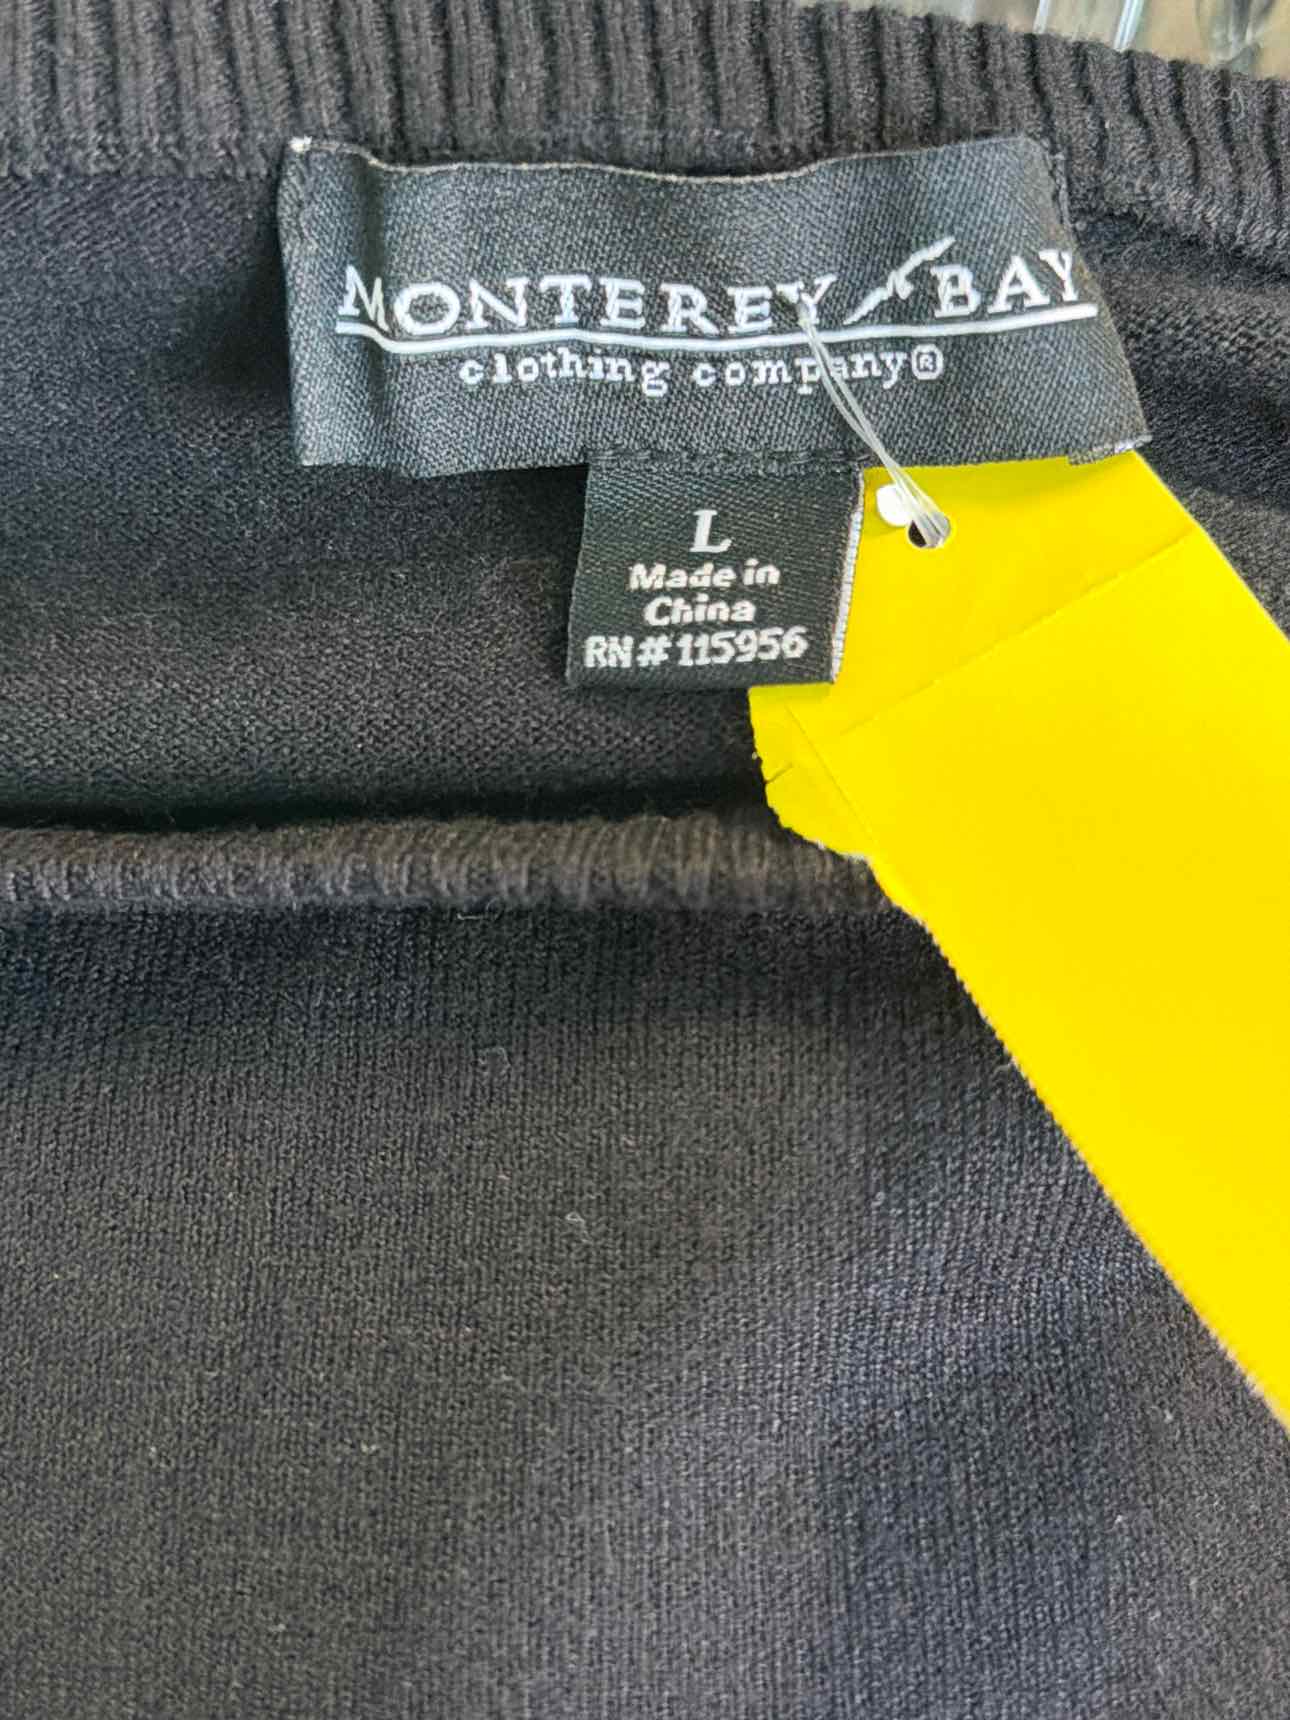 MONTEREY BAY
clothing company®
L
Made in
China
RN# 115956